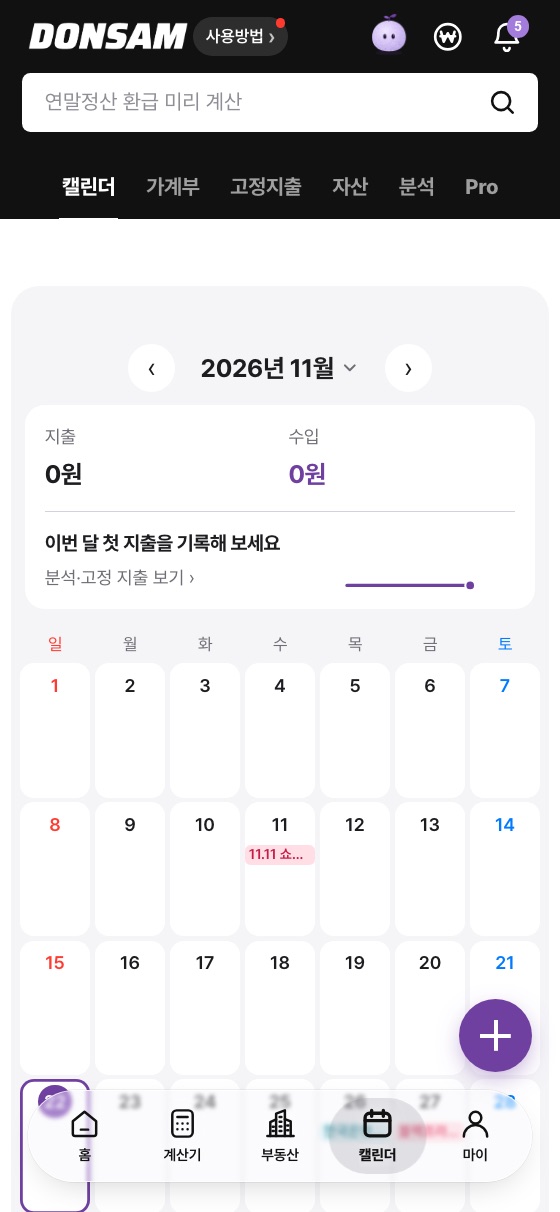 DONSAM 사용방법 › 5
연말정산 환급 미리 계산
캘린더 가계부 고정지출 자산 분석 Pro
‹ 2026년 11월 ›
지출 수입
0원 0원
이번 달 첫 지출을 기록해 보세요
분석·고정 지출 보기 ›
일 월 화 수 목 금 토
1 2 3 4 5 6 7
8 9 10 11 12 13 14
11.11 쇼...
15 16 17 18 19 20 21
22 23 24 25 26 27 28
홈 계산기 부동산 캘린더 마이